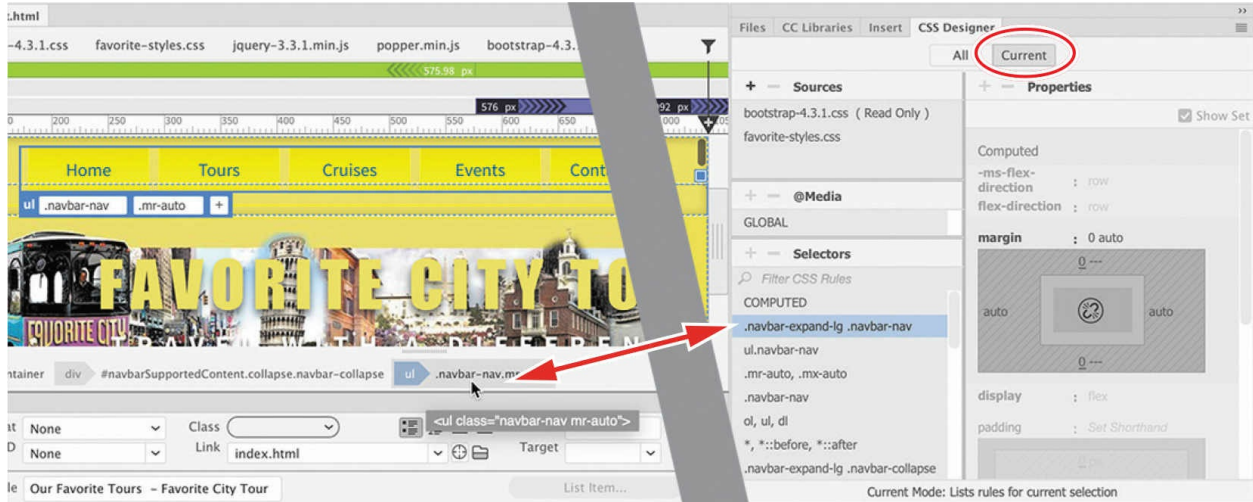 t.html
-4.3.1.css favorite-styles.css jquery-3.3.1.min.js popper.min.js bootstrap-4.3.
575.98 px
576 px 992 px
200 250 300 350 400 450 500 550 600 650
Home Tours Cruises Events Cont
ul .navbar-nav .mr-auto +
FAVORITE CITY TO
FAVORITE CITY
TRAVEL WITH A DIFFEREN
ntainer div #navbarSupportedContent.collapse.navbar-collapse ul .navbar-nav.m
<ul class="navbar-nav mr-auto">
at None Class
D None Link index.html Target
le Our Favorite Tours - Favorite City Tour List Item...
Files CC Libraries Insert CSS Designer
All Current
+ − Sources
bootstrap-4.3.1.css ( Read Only )
favorite-styles.css
+ − @Media
GLOBAL
+ − Selectors
Filter CSS Rules
COMPUTED
.navbar-expand-lg .navbar-nav
ul.navbar-nav
.mr-auto, .mx-auto
.navbar-nav
ol, ul, dl
*, *::before, *::after
.navbar-expand-lg .navbar-collapse
+ − Properties
Show Set
Computed
-ms-flex-direction : row
flex-direction : row
margin : 0 auto
0 ---
auto auto
0 ---
display : flex
padding : Set Shorthand
0 px
Current Mode: Lists rules for current selection